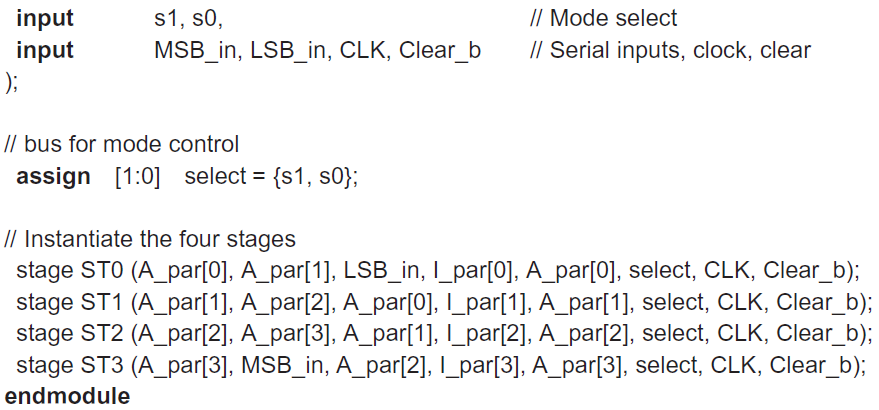 input s1, s0, // Mode select
input MSB_in, LSB_in, CLK, Clear_b // Serial inputs, clock, clear
);
// bus for mode control
assign [1:0] select = {s1, s0};
// Instantiate the four stages
stage ST0 (A_par[0], A_par[1], LSB_in, I_par[0], A_par[0], select, CLK, Clear_b);
stage ST1 (A_par[1], A_par[2], A_par[0], I_par[1], A_par[1], select, CLK, Clear_b);
stage ST2 (A_par[2], A_par[3], A_par[1], I_par[2], A_par[2], select, CLK, Clear_b);
stage ST3 (A_par[3], MSB_in, A_par[2], I_par[3], A_par[3], select, CLK, Clear_b);
endmodule